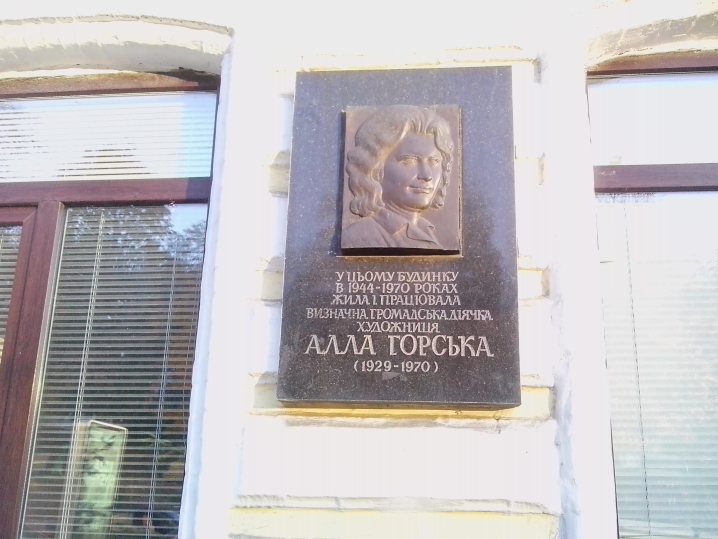 У ЦЬОМУ БУДИНКУ
В 1944-1970 РОКАХ
ЖИЛА І ПРАЦЮВАЛА
ВИЗНАЧНА ГРОМАДСЬКА ДІЯЧКА
ХУДОЖНИЦЯ
АЛЛА ГОРСЬКА
(1929-1970)